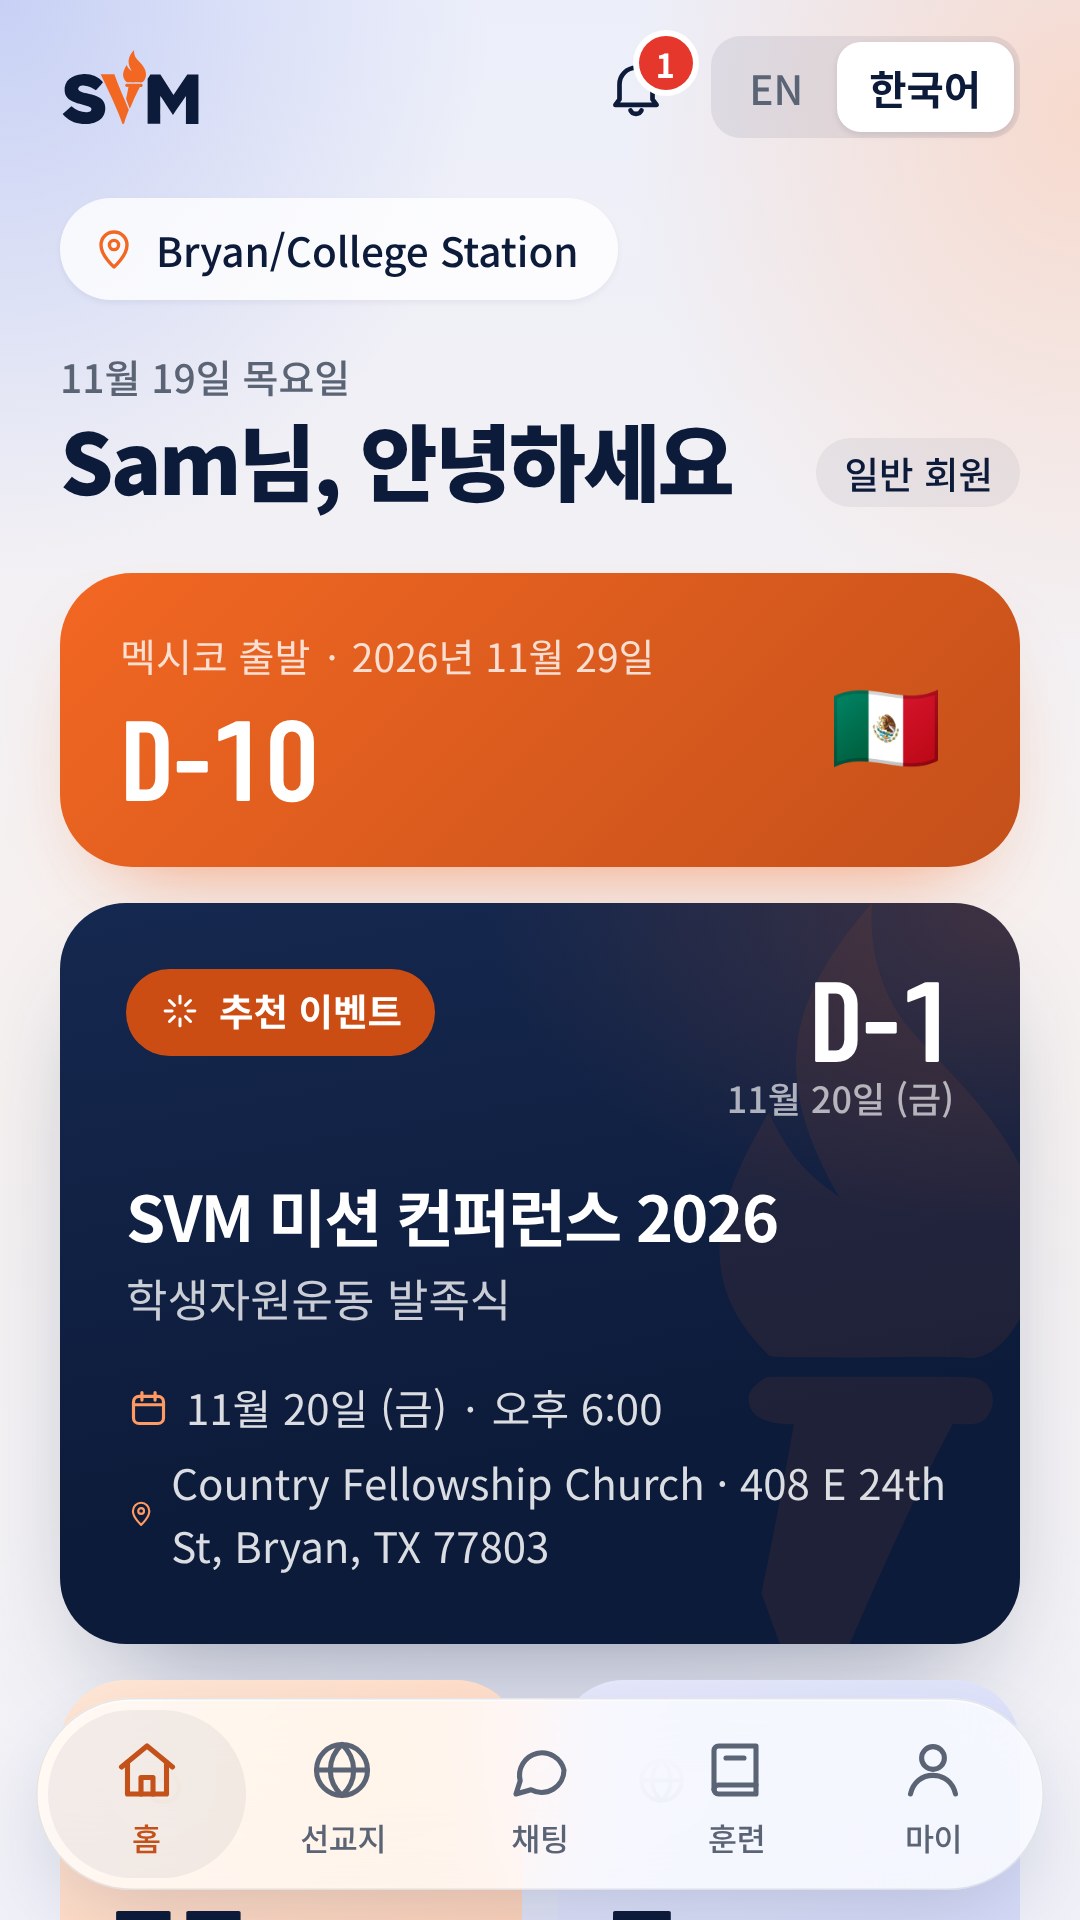 SVM
1
EN
한국어
Bryan/College Station
11월 19일 목요일
Sam님, 안녕하세요
일반 회원
멕시코 출발 · 2026년 11월 29일
D-10
추천 이벤트
D-1
11월 20일 (금)
SVM 미션 컨퍼런스 2026
학생자원운동 발족식
11월 20일 (금) · 오후 6:00
Country Fellowship Church · 408 E 24th
St, Bryan, TX 77803
홈
선교지
채팅
훈련
마이